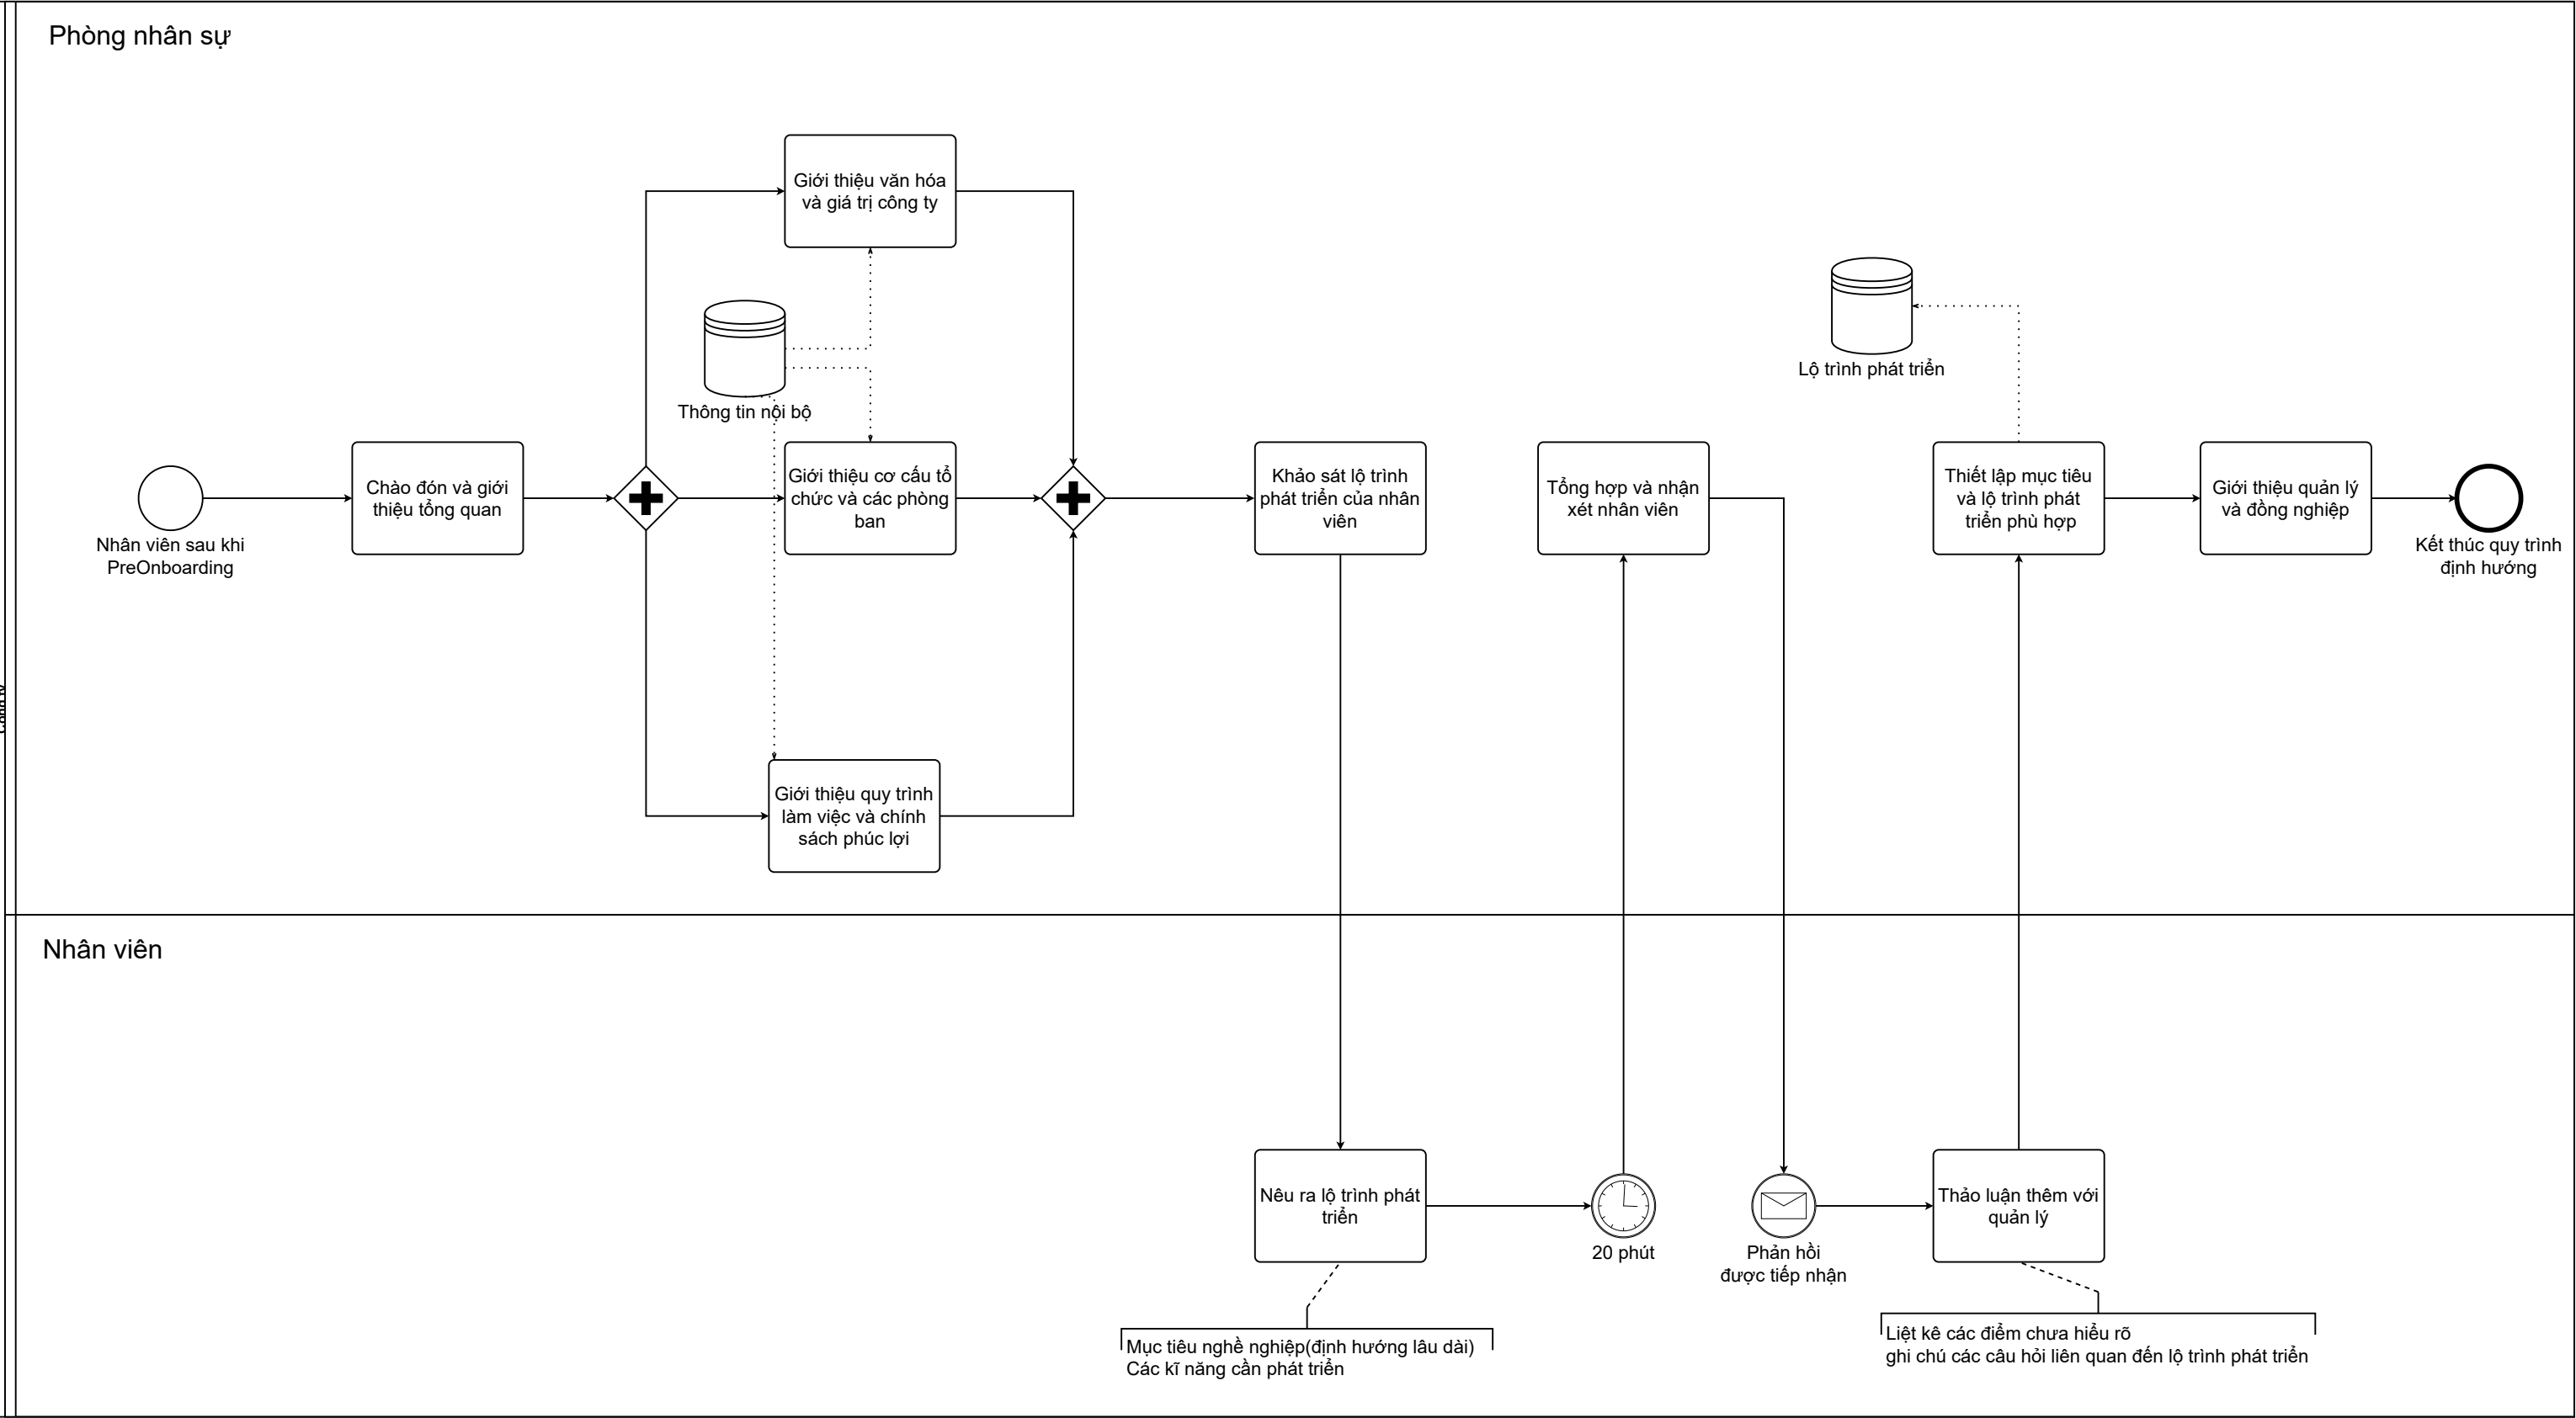 Phòng nhân sự
Giới thiệu văn hóa
và giá trị công ty
Thông tin nội bộ
Lộ trình phát triển
Nhân viên sau khi
PreOnboarding
Chào đón và giới
thiệu tổng quan
Giới thiệu cơ cấu tổ
chức và các phòng
ban
Khảo sát lộ trình
phát triển của nhân
viên
Tổng hợp và nhận
xét nhân viên
Thiết lập mục tiêu
và lộ trình phát
triển phù hợp
Giới thiệu quản lý
và đồng nghiệp
Kết thúc quy trình
định hướng
Giới thiệu quy trình
làm việc và chính
sách phúc lợi
Nhân viên
Nêu ra lộ trình phát
triển
20 phút
Phản hồi
được tiếp nhận
Thảo luận thêm với
quản lý
Mục tiêu nghề nghiệp(định hướng lâu dài)
Các kĩ năng cần phát triển
Liệt kê các điểm chưa hiểu rõ
ghi chú các câu hỏi liên quan đến lộ trình phát triển